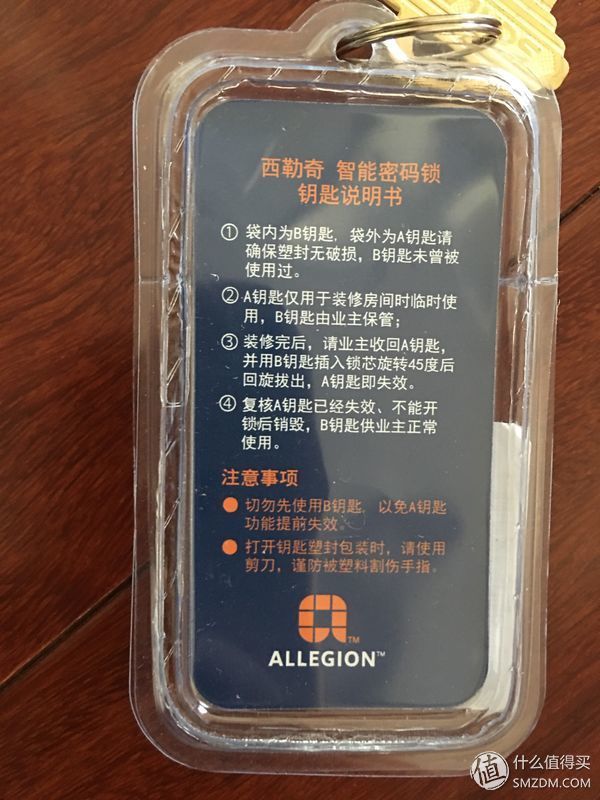 西勒奇 智能密码锁
钥匙说明书
① 袋内为B钥匙，袋外为A钥匙请
确保塑封无破损，B钥匙未曾被
使用过。
② A钥匙仅用于装修房间时临时使
用，B钥匙由业主保管；
③ 装修完后，请业主收回A钥匙，
并用B钥匙插入锁芯旋转45度后
回旋拔出，A钥匙即失效。
④ 复核A钥匙已经失效、不能开
锁后销毁，B钥匙供业主正常
使用。
注意事项
● 切勿先使用B钥匙，以免A钥匙
功能提前失效。
● 打开钥匙塑封包装时，请使用
剪刀，谨防被塑料割伤手指。
TM
ALLEGION™
值 什么值得买
SMZDM.COM